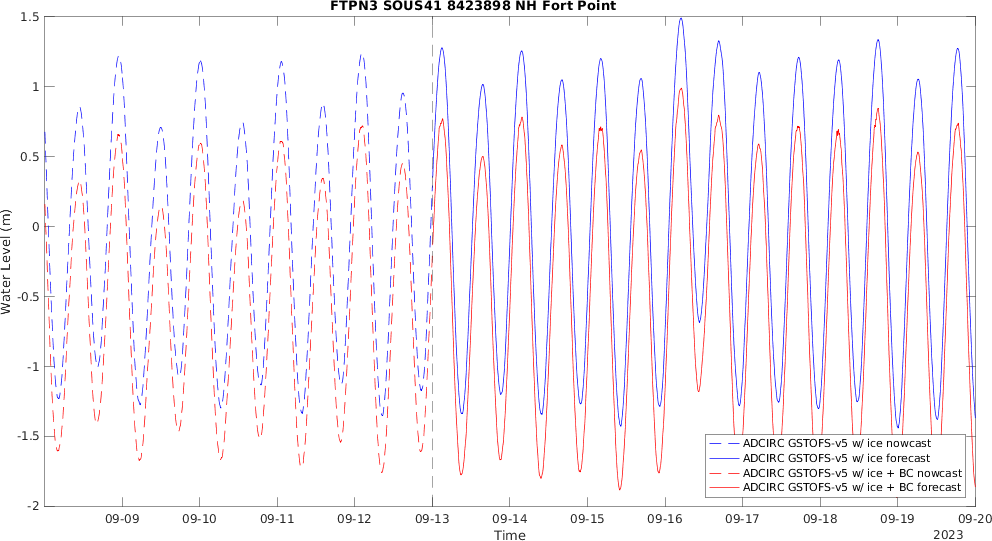 FTPN3 SOUS41 8423898 NH Fort Point
1.5
1
0.5
0
-0.5
-1
-1.5
-2
Water Level (m)
ADCIRC GSTOFS-v5 w/ ice nowcast
ADCIRC GSTOFS-v5 w/ ice forecast
ADCIRC GSTOFS-v5 w/ ice + BC nowcast
ADCIRC GSTOFS-v5 w/ ice + BC forecast
09-09 09-10 09-11 09-12 09-13 09-14 09-15 09-16 09-17 09-18 09-19 09-20
Time
2023